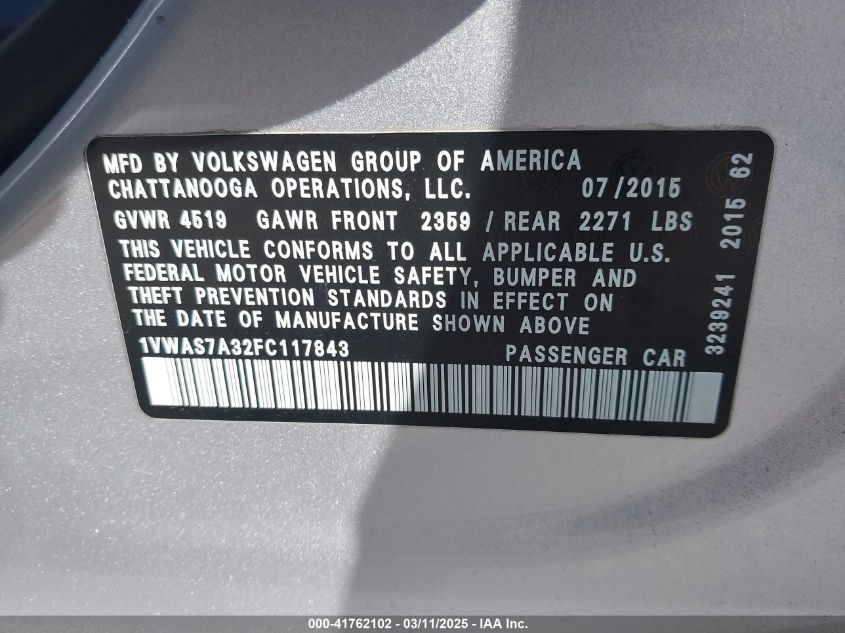 MFD BY VOLKSWAGEN GROUP OF AMERICA
CHATTANOOGA OPERATIONS, LLC. 07/2015
GVWR 4519 GAWR FRONT 2359 / REAR 2271 LBS
THIS VEHICLE CONFORMS TO ALL APPLICABLE U.S.
FEDERAL MOTOR VEHICLE SAFETY, BUMPER AND
THEFT PREVENTION STANDARDS IN EFFECT ON
THE DATE OF MANUFACTURE SHOWN ABOVE
1VWAS7A32FC117843 PASSENGER CAR
3239241 2015 62
000-41762102 - 03/11/2025 - IAA Inc.